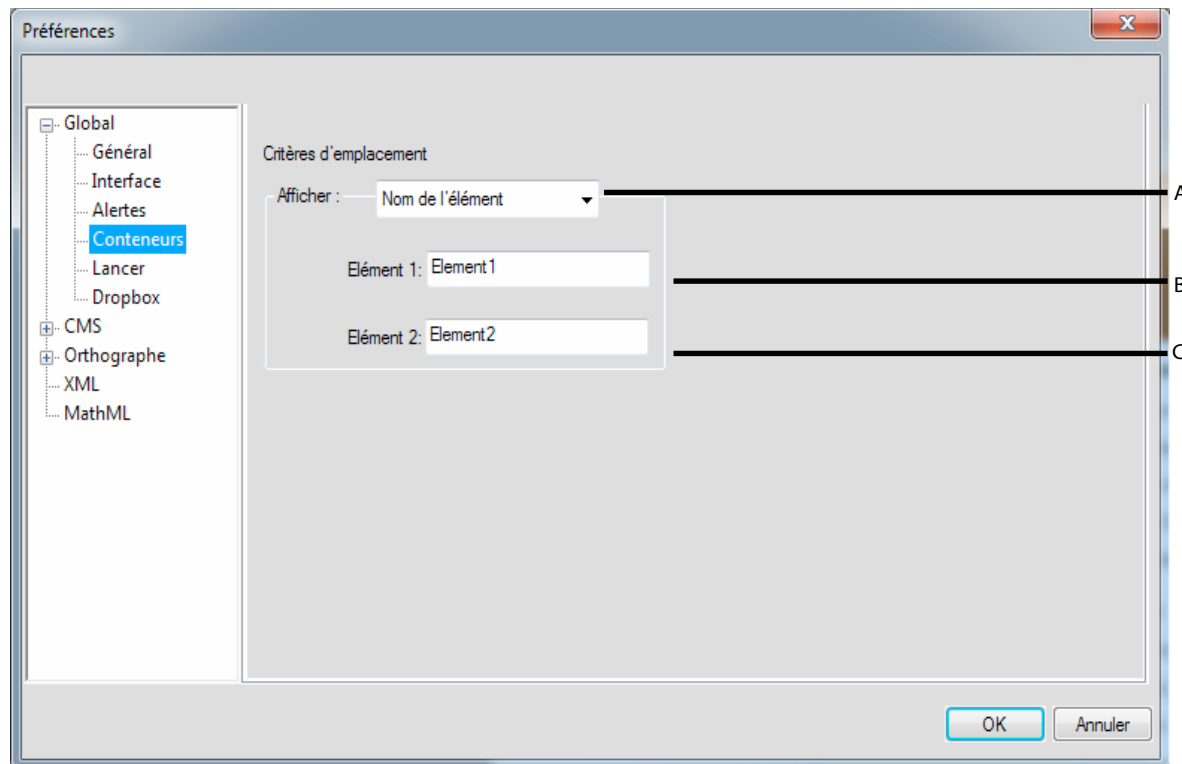 Préférences
x
Global
Général
Interface
Alertes
Conteneurs
Lancer
Dropbox
CMS
Orthographe
XML
MathML
Critères d'emplacement
Afficher :
Nom de l'élément
A
Elément 1: Element1
B
Elément 2: Element2
C
OK
Annuler